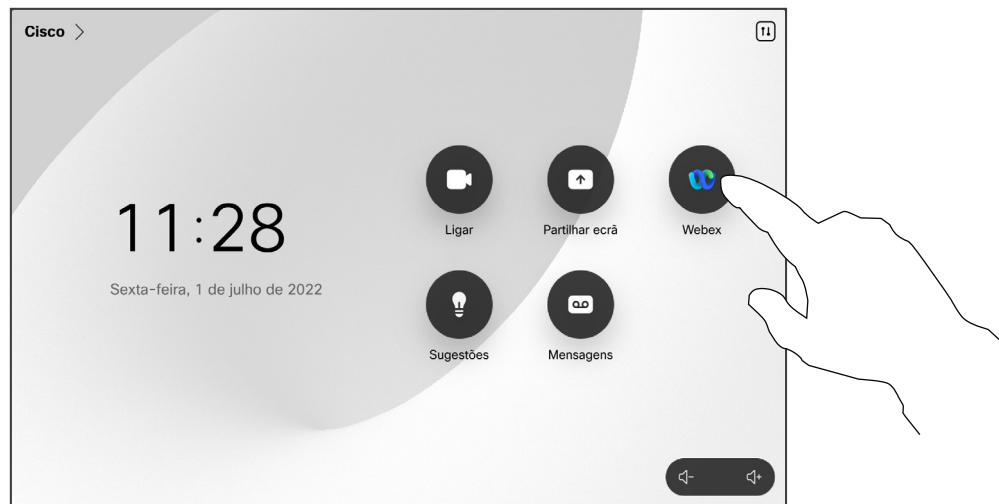 Cisco
11:28
Sexta-feira, 1 de julho de 2022
Ligar
Partilhar ecrã
Webex
Sugestões
Mensagens